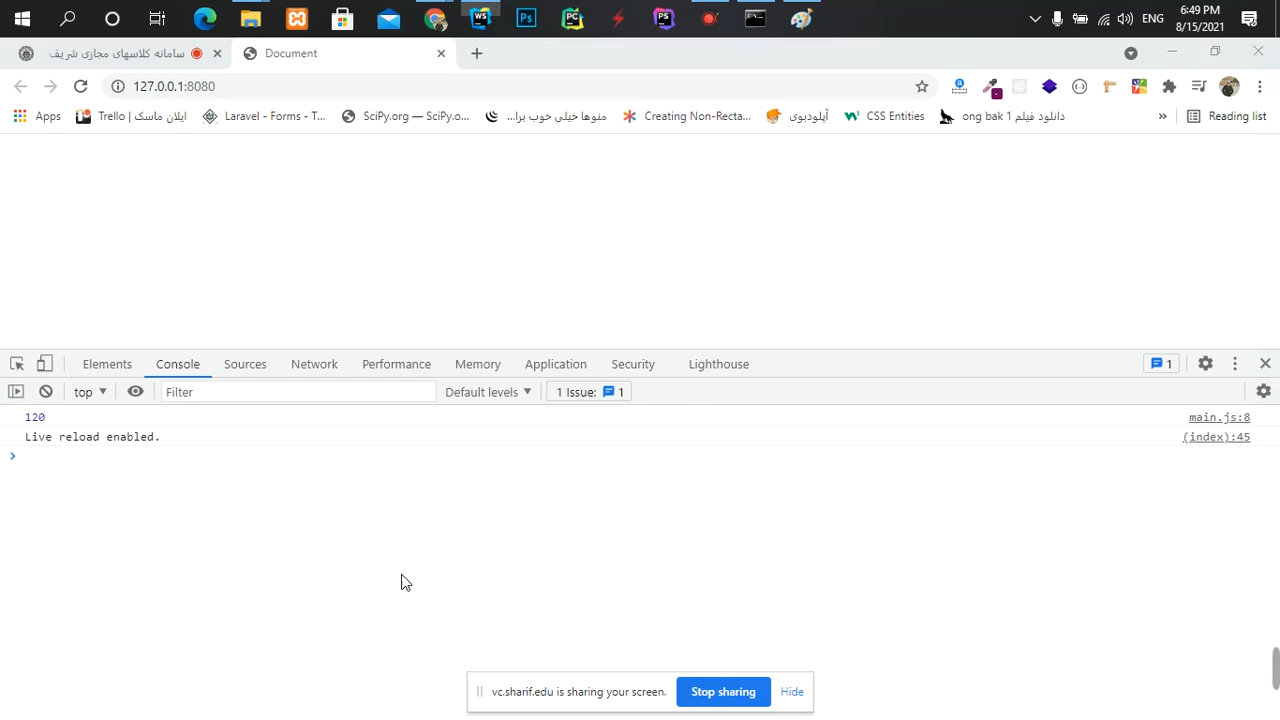 WS
Ps
PC
PS
ENG
6:49 PM
8/15/2021
سامانه کلاسهای مجازی شریف
Document
127.0.0.1:8080
Apps
ایلان ماسک | Trello
Laravel - Forms - T...
SciPy.org — SciPy.o...
منوها خیلی خوب برا...
Creating Non-Recta...
آپلودبوی
CSS Entities
دانلود فیلم ong bak 1
»
Reading list
Elements
Console
Sources
Network
Performance
Memory
Application
Security
Lighthouse
1
top
Filter
Default levels
1 Issue:
1
120
main.js:8
Live reload enabled.
(index):45
>
vc.sharif.edu is sharing your screen.
Stop sharing
Hide